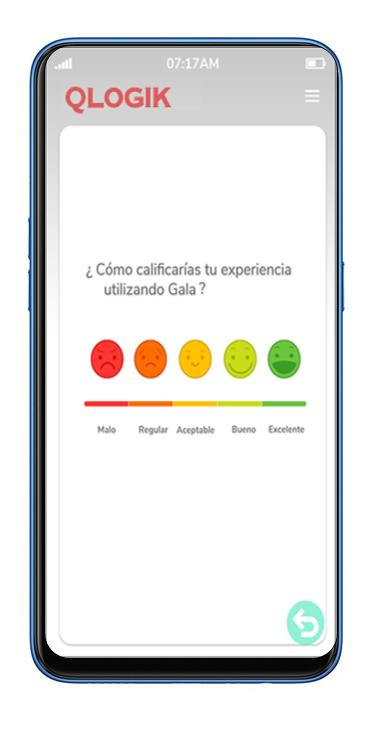 07:17AM
QLOGIK
¿ Cómo calificarías tu experiencia
utilizando Gala ?
Malo Regular Aceptable Bueno Excelente